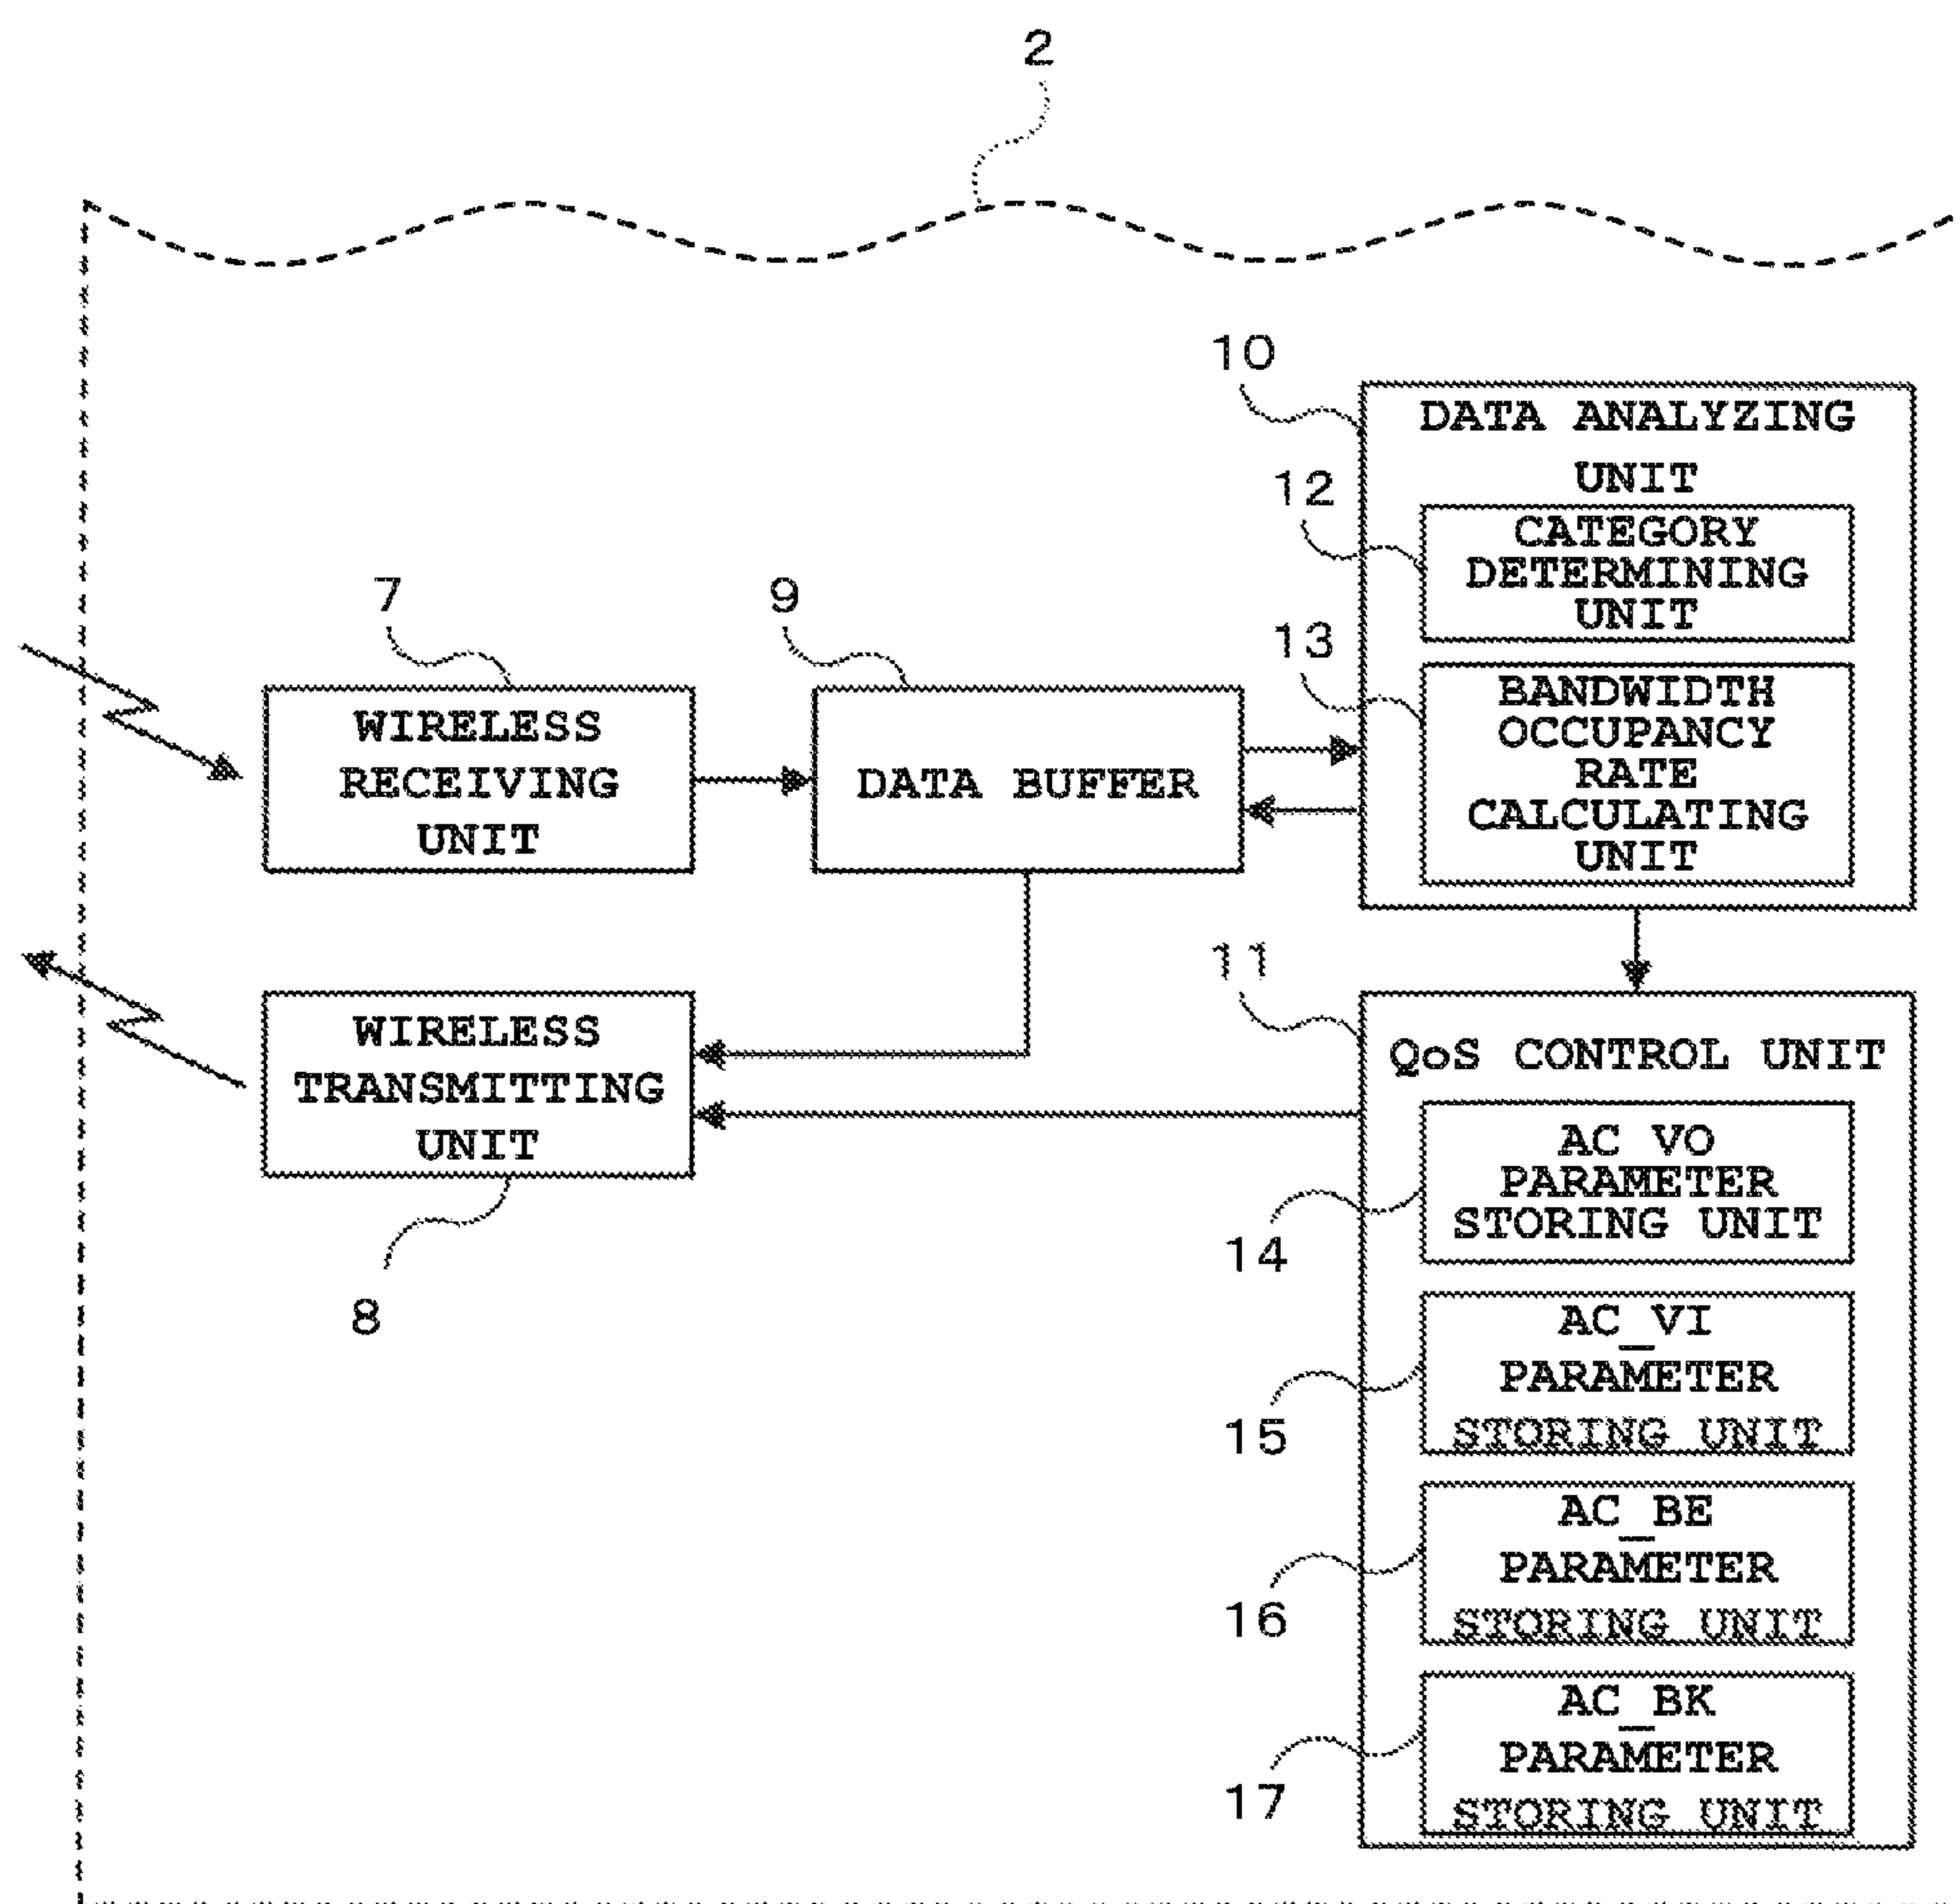 2
10
DATA ANALYZING
UNIT
12
CATEGORY
DETERMINING
UNIT
7
9
13
WIRELESS
RECEIVING
UNIT
DATA BUFFER
BANDWIDTH
OCCUPANCY
RATE
CALCULATING
UNIT
11
WIRELESS
TRANSMITTING
UNIT
8
QoS CONTROL UNIT
AC_VO
PARAMETER
STORING UNIT
14
AC_VI
PARAMETER
STORING UNIT
15
AC_BE
PARAMETER
STORING UNIT
16
AC_BK
PARAMETER
STORING UNIT
17